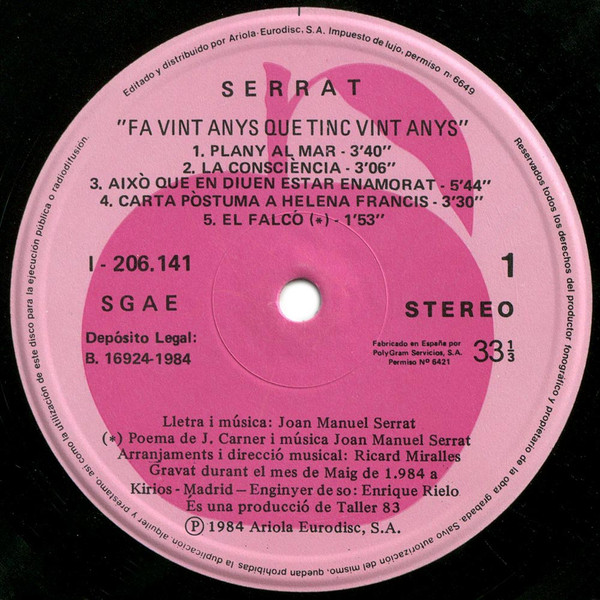 Editado y distribuido por Ariola-Eurodisc, S.A. Impuesto de lujo, permiso nº 6649
SERRAT
"FA VINT ANYS QUE TINC VINT ANYS"
1. PLANY AL MAR - 3'40"
2. LA CONSCIÈNCIA - 3'06"
3. AIXÒ QUE EN DIUEN ESTAR ENAMORAT - 5'44"
4. CARTA PÒSTUMA A HELENA FRANCIS - 3'30"
5. EL FALCÓ (*) - 1'53"
I - 206.141
1
SGAE
STEREO
Depósito Legal:
B. 16924-1984
Fabricado en España por
PolyGram Servicios, S.A.
Permiso Nº 6421
33 1/3
Lletra i música: Joan Manuel Serrat
(*) Poema de J. Carner i música Joan Manuel Serrat
Arranjaments i direcció musical: Ricard Miralles
Gravat durant el mes de Maig de 1.984 a
Kirios - Madrid — Enginyer de so: Enrique Rielo
És una producció de Taller 83
Ⓟ 1984 Ariola Eurodisc, S.A.
Reservados todos los derechos del productor fonográfico y propietario de la obra grabada. Salvo autorización del mismo, quedan prohibidas la duplicación, alquiler y préstamo, así como la utilización de este disco para la ejecución pública o radiodifusión.